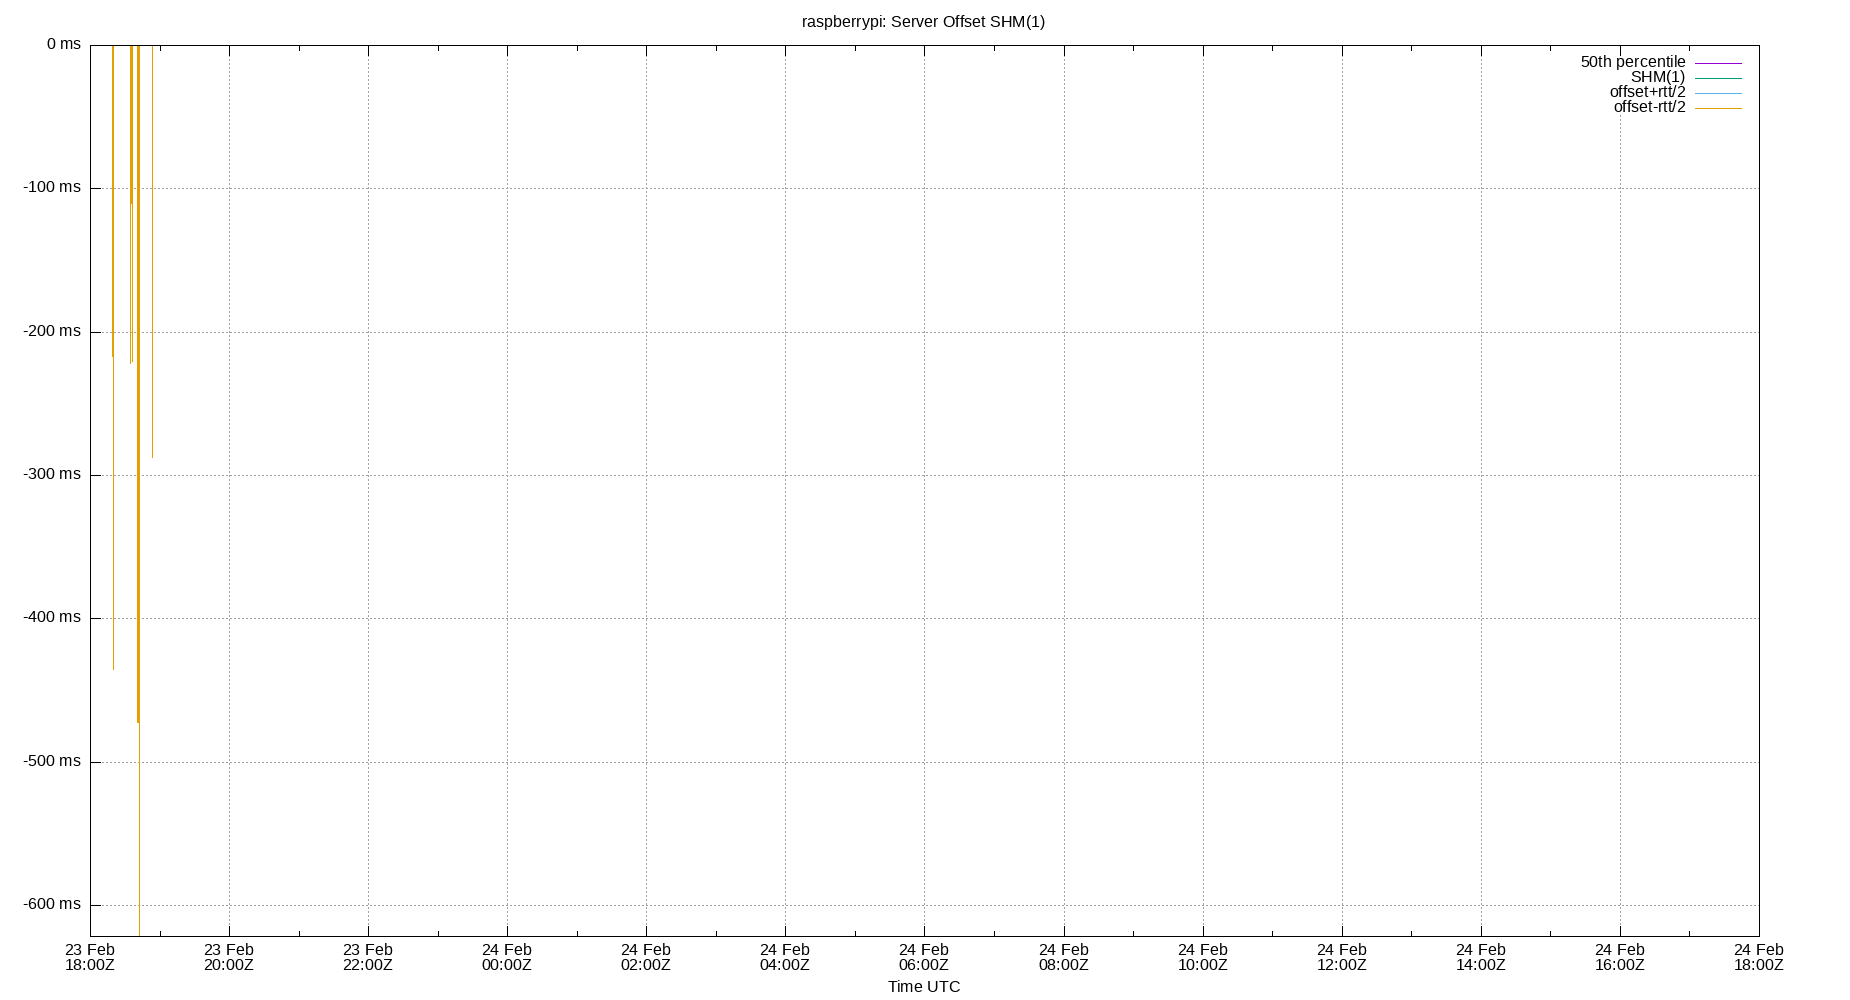 raspberrypi: Server Offset SHM(1)
0 ms
-100 ms
-200 ms
-300 ms
-400 ms
-500 ms
-600 ms
50th percentile
SHM(1)
offset+rtt/2
offset-rtt/2
23 Feb 23 Feb 23 Feb 24 Feb 24 Feb 24 Feb 24 Feb 24 Feb 24 Feb 24 Feb 24 Feb 24 Feb 24 Feb
18:00Z 20:00Z 22:00Z 00:00Z 02:00Z 04:00Z 06:00Z 08:00Z 10:00Z 12:00Z 14:00Z 16:00Z 18:00Z
Time UTC